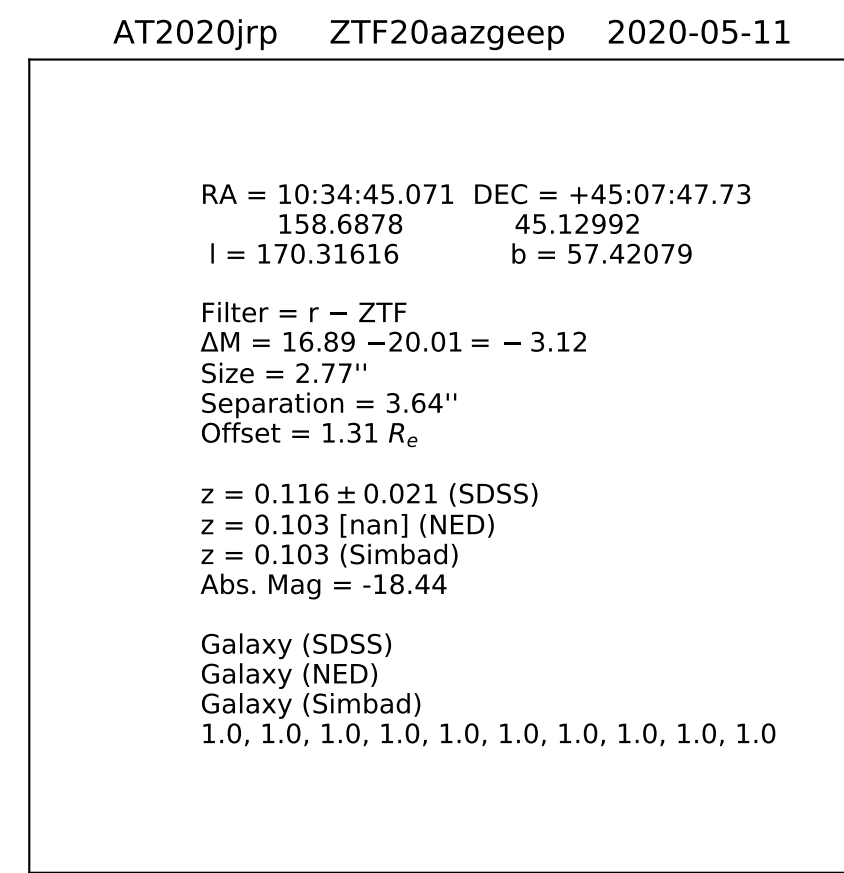 AT2020jrp ZTF20aazgeep 2020-05-11
RA = 10:34:45.071 DEC = +45:07:47.73
158.6878 45.12992
l = 170.31616 b = 57.42079
Filter = r − ZTF
ΔM = 16.89 −20.01 = − 3.12
Size = 2.77''
Separation = 3.64''
Offset = 1.31 Rₑ
z = 0.116 ± 0.021 (SDSS)
z = 0.103 [nan] (NED)
z = 0.103 (Simbad)
Abs. Mag = -18.44
Galaxy (SDSS)
Galaxy (NED)
Galaxy (Simbad)
1.0, 1.0, 1.0, 1.0, 1.0, 1.0, 1.0, 1.0, 1.0, 1.0